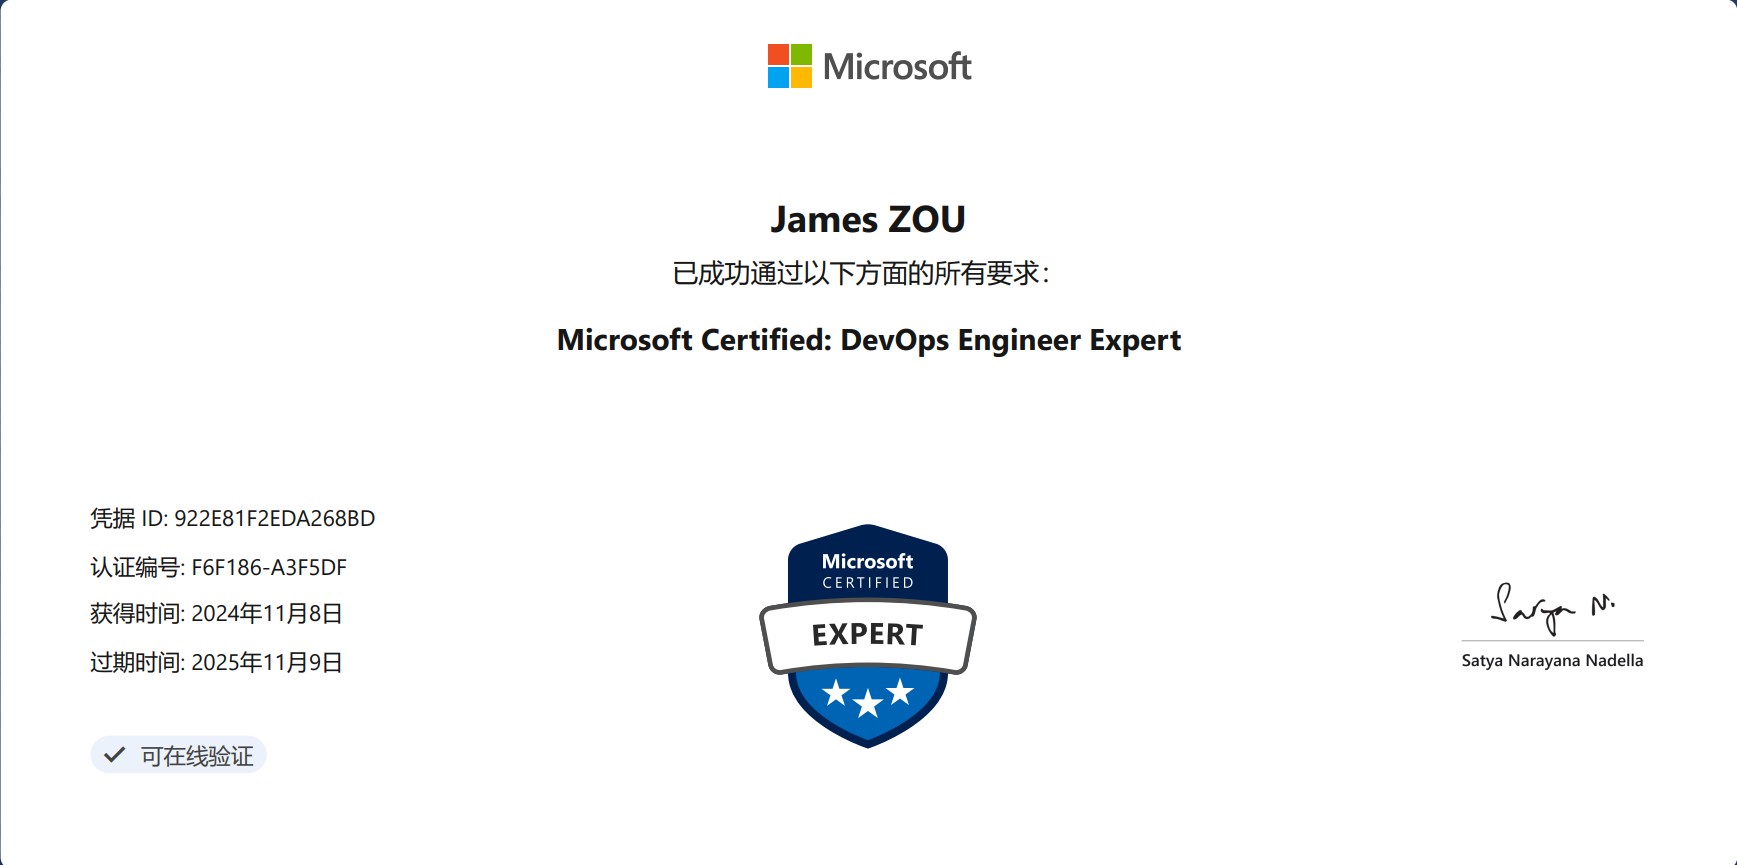 Microsoft
James ZOU
已成功通过以下方面的所有要求：
Microsoft Certified: DevOps Engineer Expert
凭据 ID: 922E81F2EDA268BD
认证编号: F6F186-A3F5DF
获得时间: 2024年11月8日
过期时间: 2025年11月9日
可在线验证
Microsoft
CERTIFIED
EXPERT
Satya N.
Satya Narayana Nadella